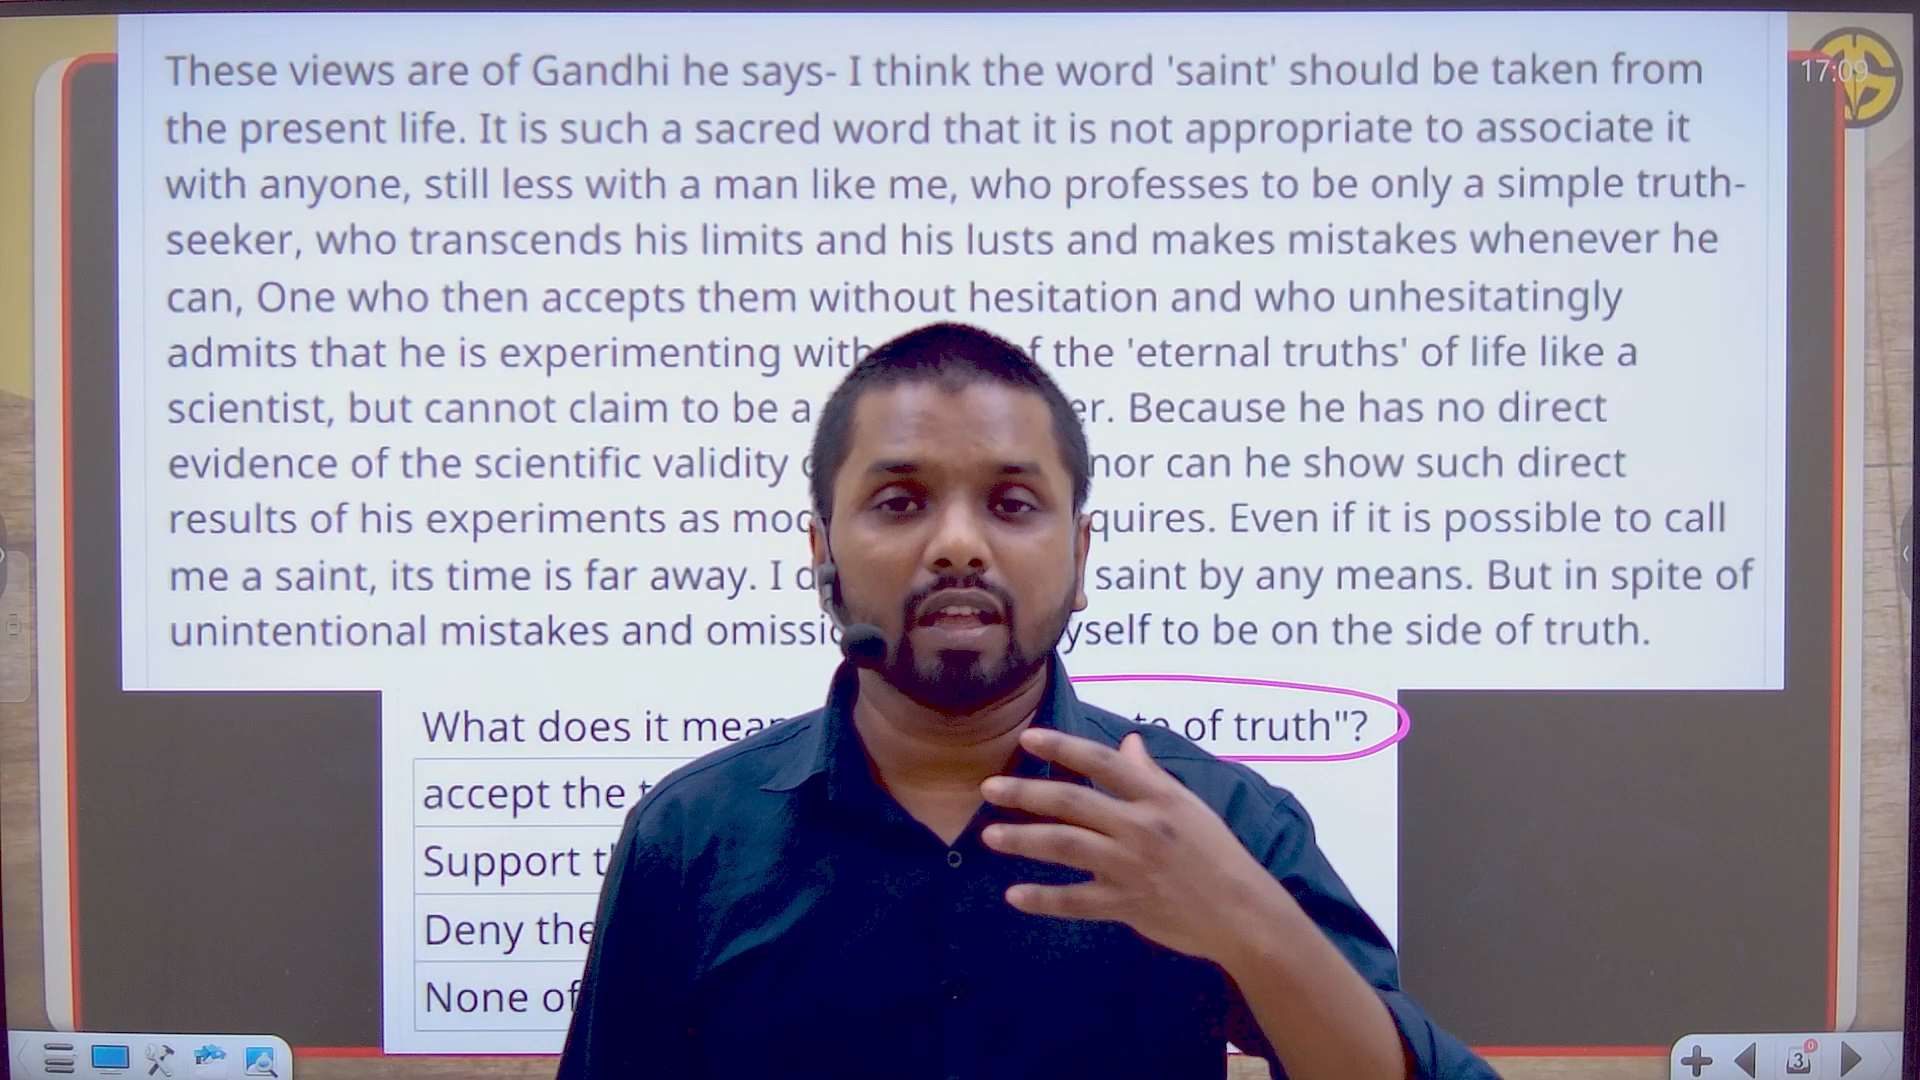 17:09
These views are of Gandhi he says- I think the word 'saint' should be taken from
the present life. It is such a sacred word that it is not appropriate to associate it
with anyone, still less with a man like me, who professes to be only a simple truth-
seeker, who transcends his limits and his lusts and makes mistakes whenever he
can, One who then accepts them without hesitation and who unhesitatingly
admits that he is experimenting with the 'eternal truths' of life like a
scientist, but cannot claim to be a Because he has no direct
evidence of the scientific validity nor can he show such direct
results of his experiments as Even if it is possible to call
me a saint, its time is far away. I saint by any means. But in spite of
unintentional mistakes and to be on the side of truth.
What does it mean of truth"?
accept the
Support
Deny the
None of
3
0